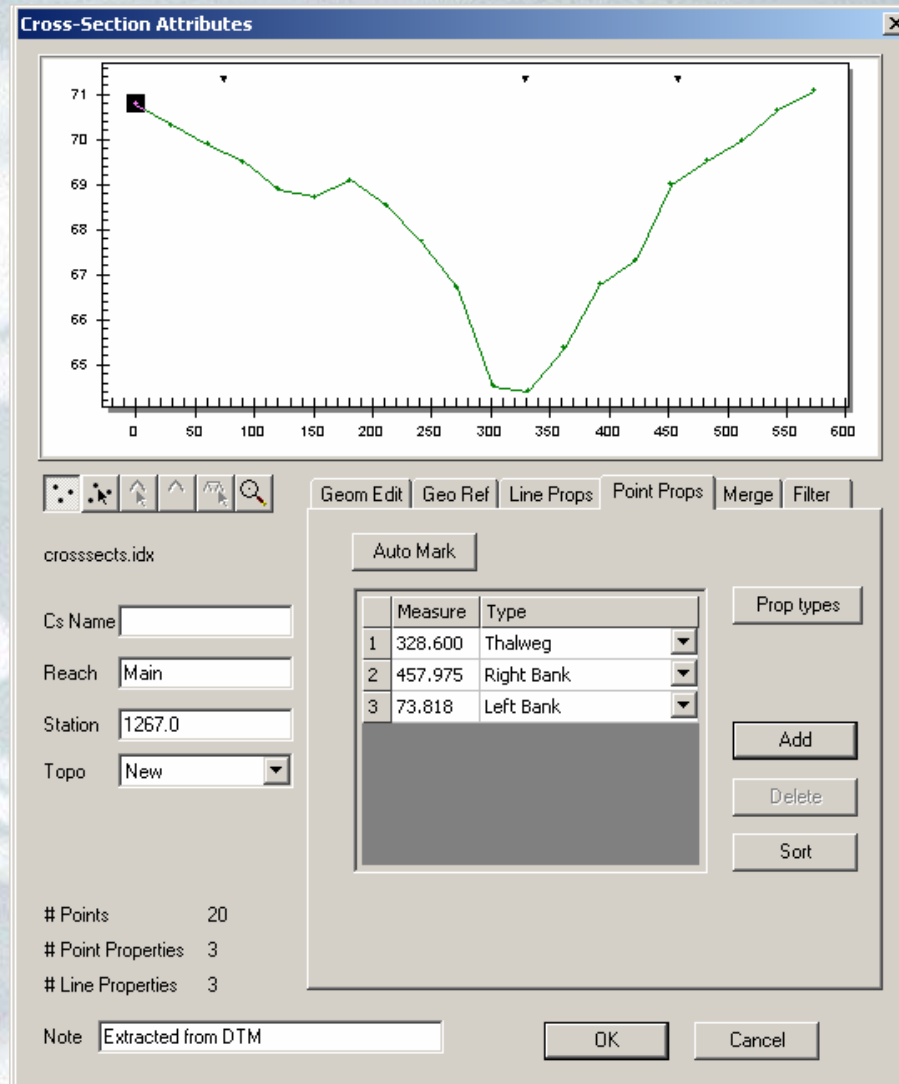 Cross-Section Attributes
71
70
69
68
67
66
65
0 50 100 150 200 250 300 350 400 450 500 550 600
Geom Edit Geo Ref Line Props Point Props Merge Filter
crosssects.idx
Auto Mark
Prop types
Measure Type
1 328.600 Thalweg
2 457.975 Right Bank
3 73.818 Left Bank
Cs Name
Reach Main
Station 1267.0
Topo New
Add
Delete
Sort
# Points 20
# Point Properties 3
# Line Properties 3
Note Extracted from DTM
OK Cancel